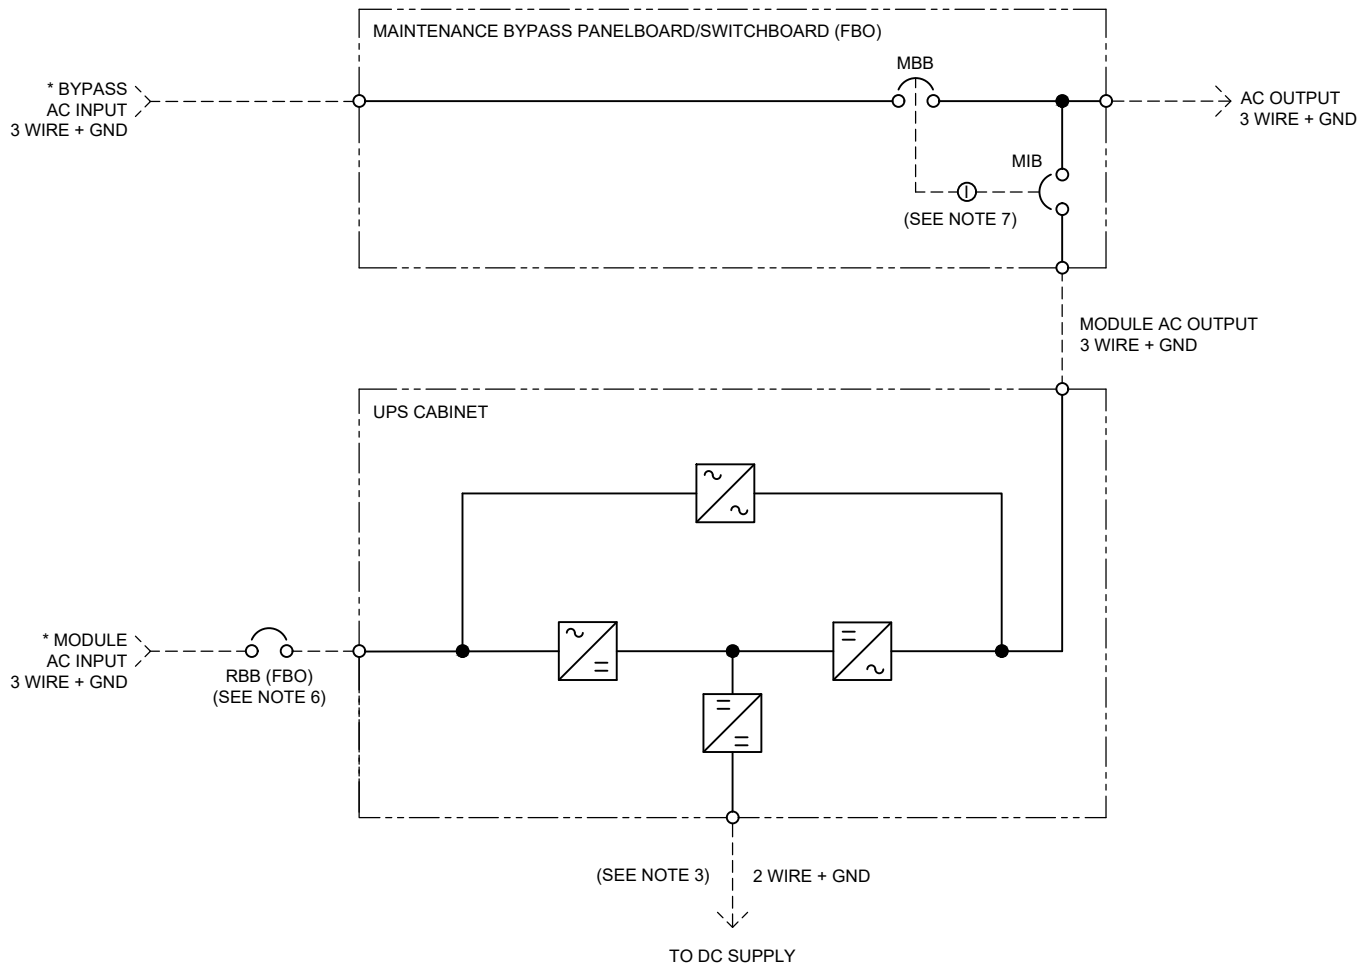 MAINTENANCE BYPASS PANELBOARD/SWITCHBOARD (FBO)
* BYPASS
AC INPUT
3 WIRE + GND
MBB
AC OUTPUT
3 WIRE + GND
MIB
(SEE NOTE 7)
MODULE AC OUTPUT
3 WIRE + GND
UPS CABINET
* MODULE
AC INPUT
3 WIRE + GND
RBB (FBO)
(SEE NOTE 6)
(SEE NOTE 3)
2 WIRE + GND
TO DC SUPPLY